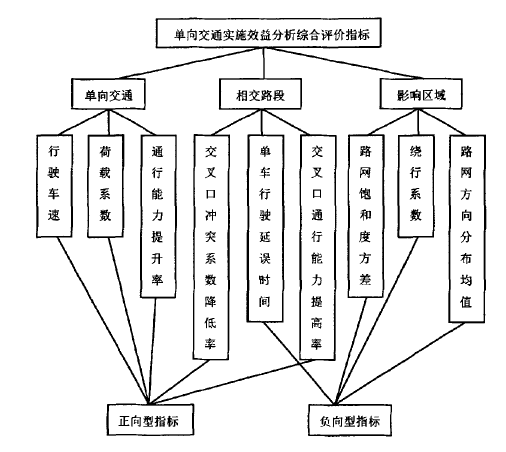 单向交通实施效益分析综合评价指标
单向交通
相交路段
影响区域
行驶车速
荷载系数
通行能力提升率
交叉口冲突系数降低率
单车行驶延误时间
交叉口通行能力提高率
路网饱和度方差
绕行系数
路网方向分布均值
正向型指标
负向型指标